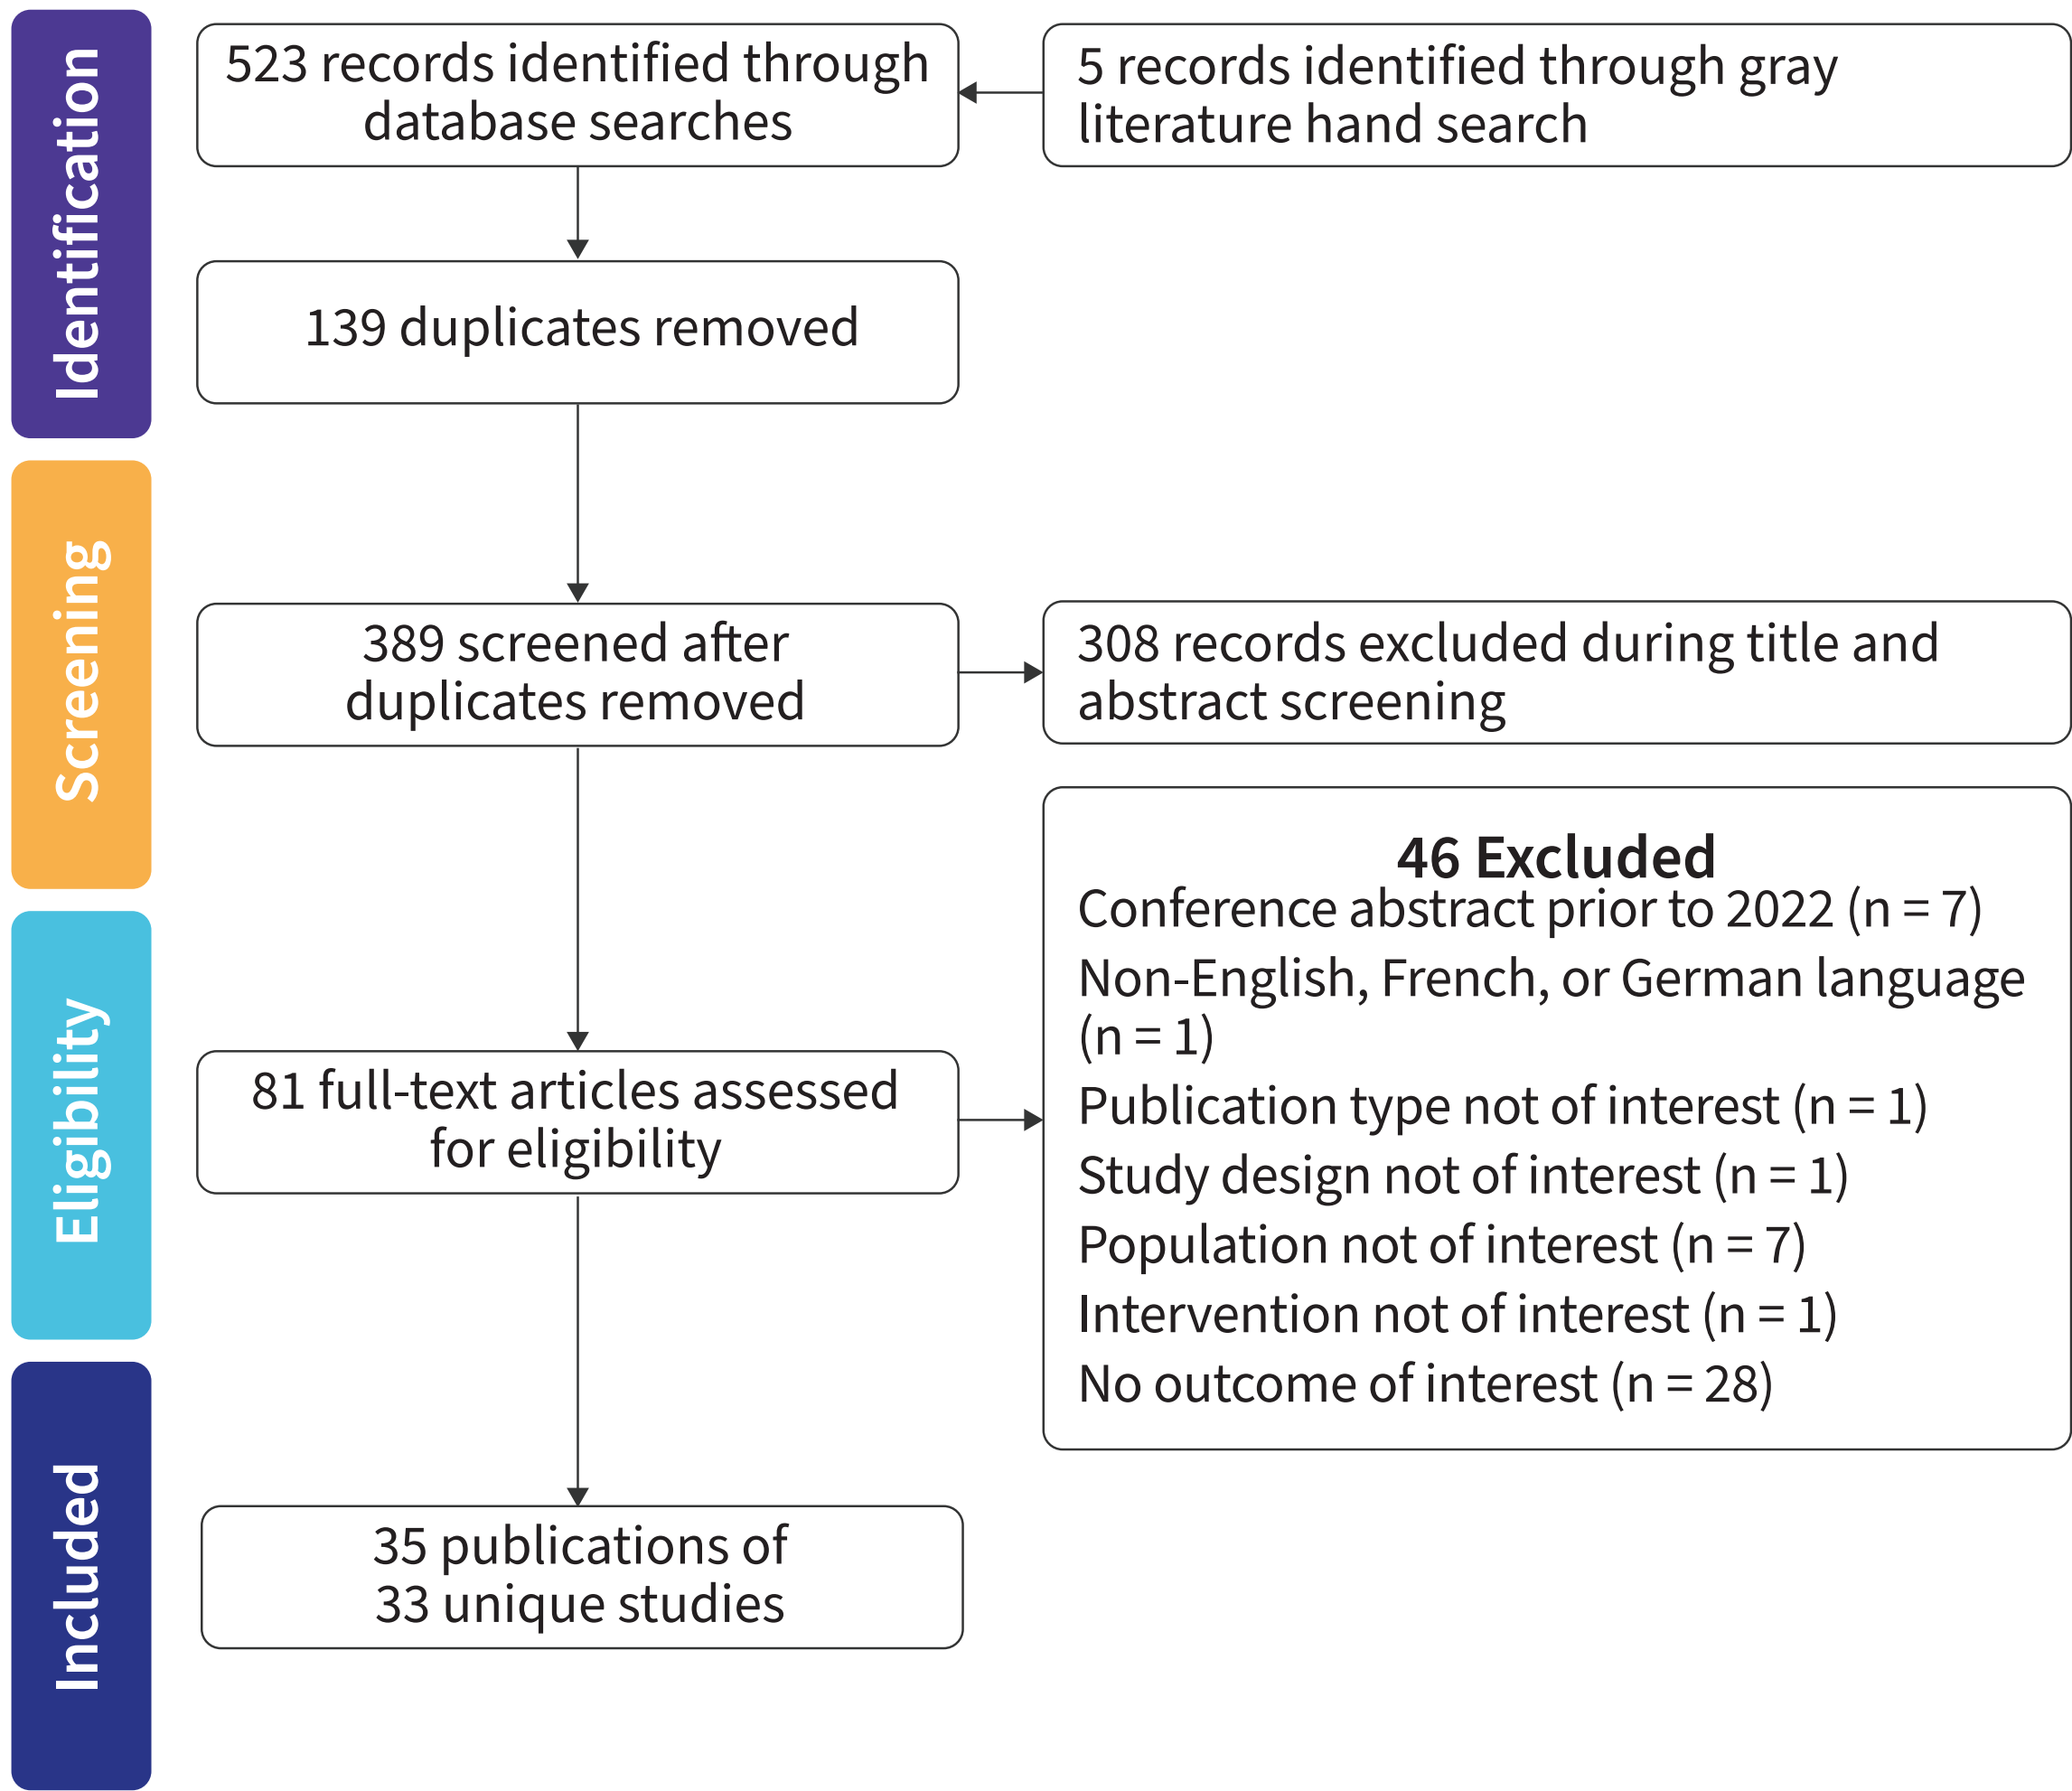 Identification
523 records identified through
database searches
5 records identified through gray
literature hand search
139 duplicates removed
Screening
389 screened after
duplicates removed
308 records excluded during title and
abstract screening
Eligibility
81 full-text articles assessed
for eligibility
46 Excluded
Conference abstract prior to 2022 (n = 7)
Non-English, French, or German language
(n = 1)
Publication type not of interest (n = 1)
Study design not of interest (n = 1)
Population not of interest (n = 7)
Intervention not of interest (n = 1)
No outcome of interest (n = 28)
Included
35 publications of
33 unique studies